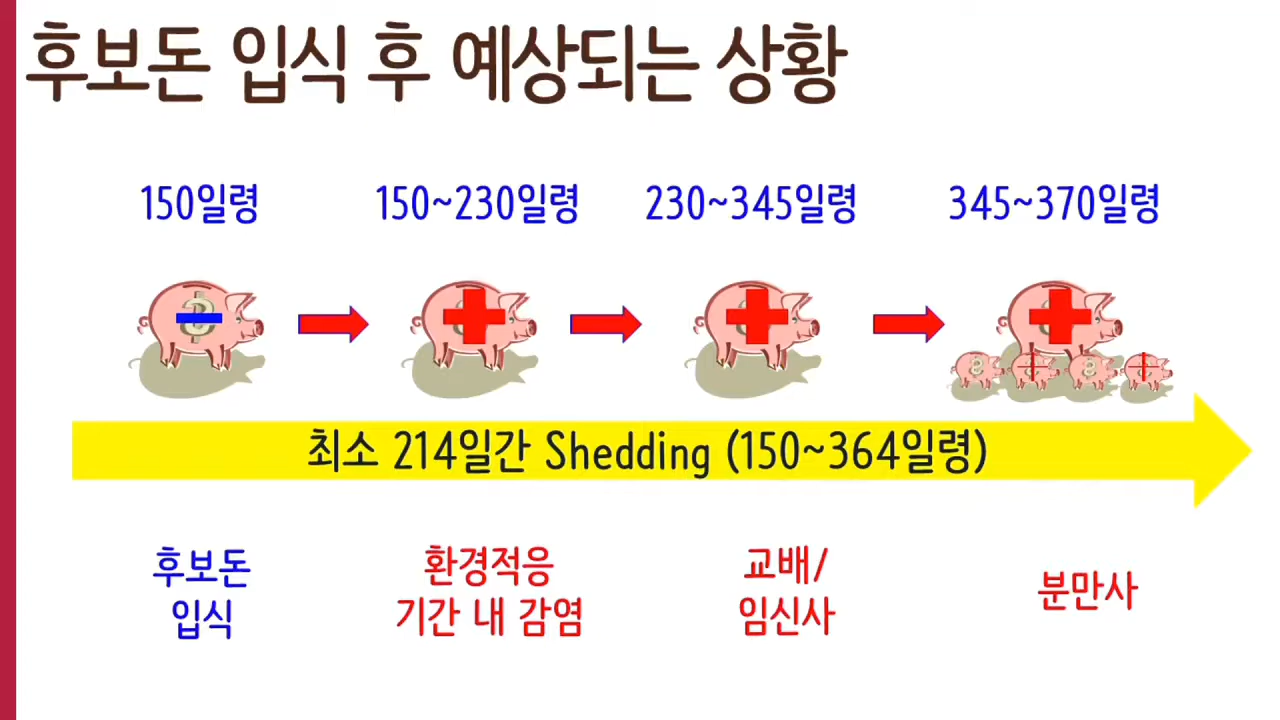 후보돈 입식 후 예상되는 상황
150일령
150~230일령
230~345일령
345~370일령
최소 214일간 Shedding (150~364일령)
후보돈
입식
환경적응
기간 내 감염
교배/
임신사
분만사